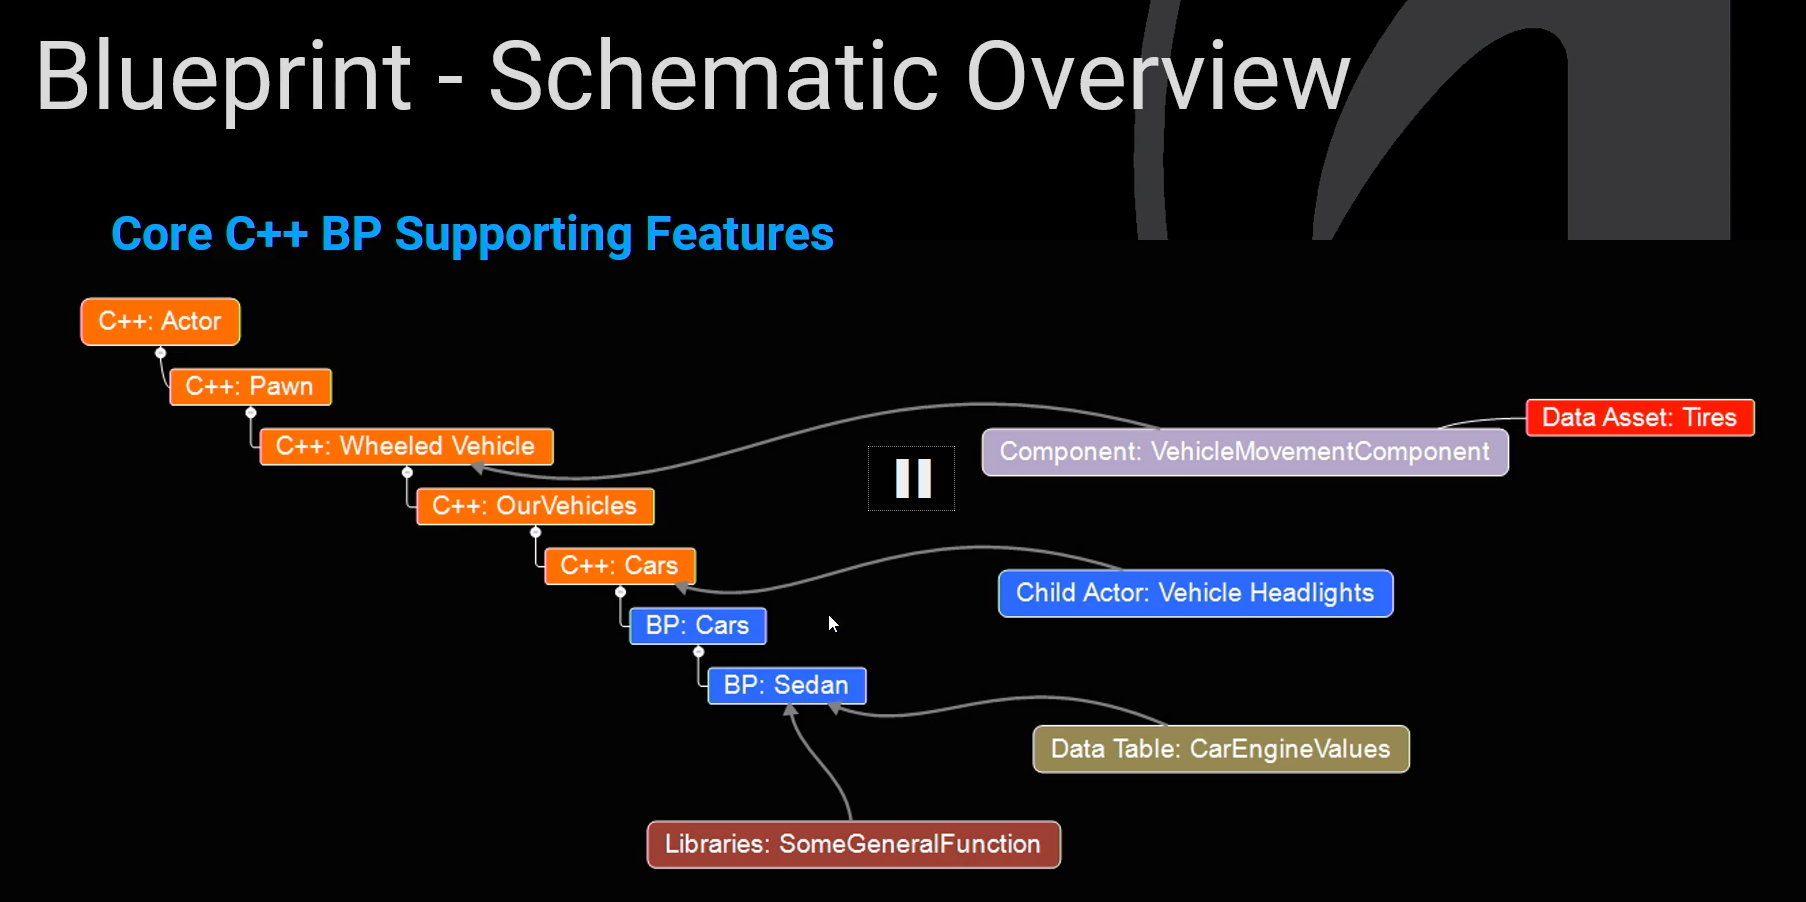 Blueprint - Schematic Overview
Core C++ BP Supporting Features
C++: Actor
C++: Pawn
C++: Wheeled Vehicle
C++: OurVehicles
C++: Cars
BP: Cars
BP: Sedan
Component: VehicleMovementComponent
Data Asset: Tires
Child Actor: Vehicle Headlights
Data Table: CarEngineValues
Libraries: SomeGeneralFunction